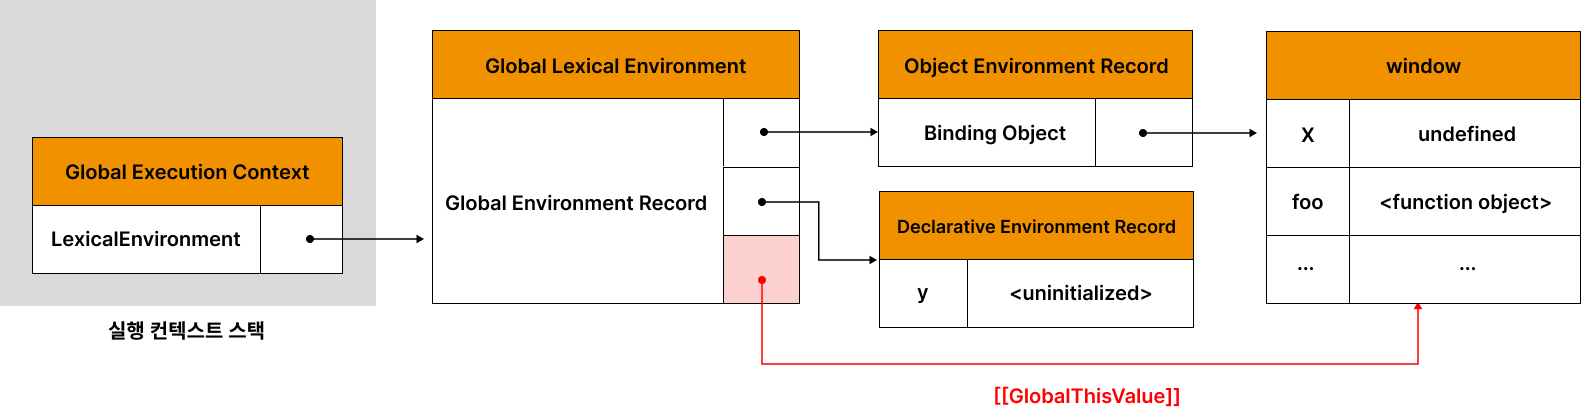 Global Execution Context
LexicalEnvironment
실행 컨텍스트 스택
Global Lexical Environment
Global Environment Record
Object Environment Record
Binding Object
Declarative Environment Record
y <uninitialized>
window
X undefined
foo <function object>
... ...
[[GlobalThisValue]]